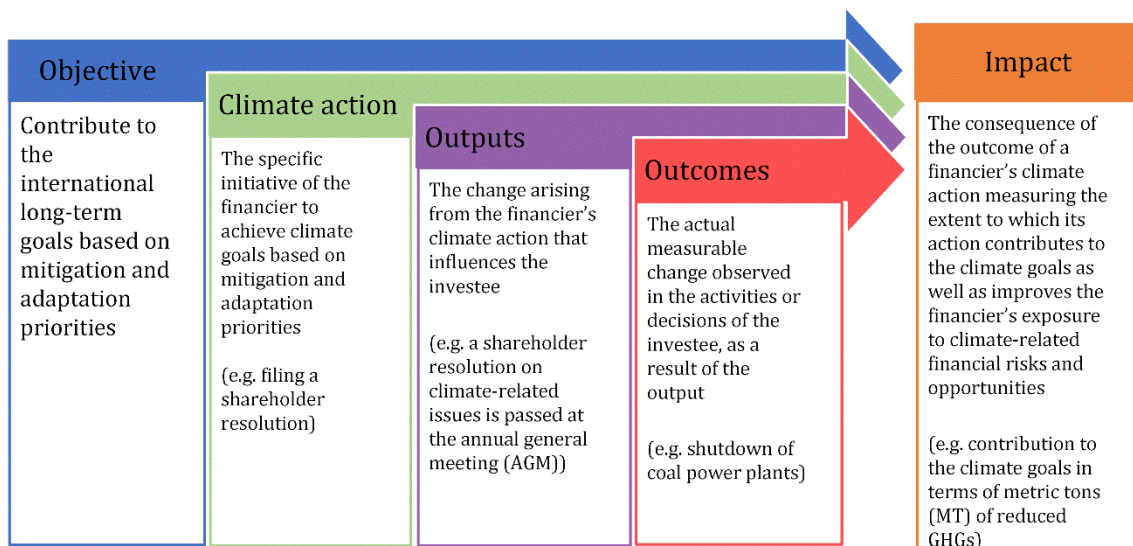 Objective
Contribute to
the
international
long-term
goals based on
mitigation and
adaptation
priorities
Climate action
The specific
initiative of the
financier to
achieve climate
goals based on
mitigation and
adaptation
priorities
(e.g. filing a
shareholder
resolution)
Outputs
The change arising
from the financier’s
climate action that
influences the
investee
(e.g. a shareholder
resolution on
climate-related
issues is passed at
the annual general
meeting (AGM))
Outcomes
The actual
measurable
change observed
in the activities or
decisions of the
investee, as a
result of the
output
(e.g. shutdown of
coal power plants)
Impact
The consequence of
the outcome of a
financier’s climate
action measuring the
extent to which its
action contributes to
the climate goals as
well as improves the
financier’s exposure
to climate-related
financial risks and
opportunities
(e.g. contribution to
the climate goals in
terms of metric tons
(MT) of reduced
GHGs)